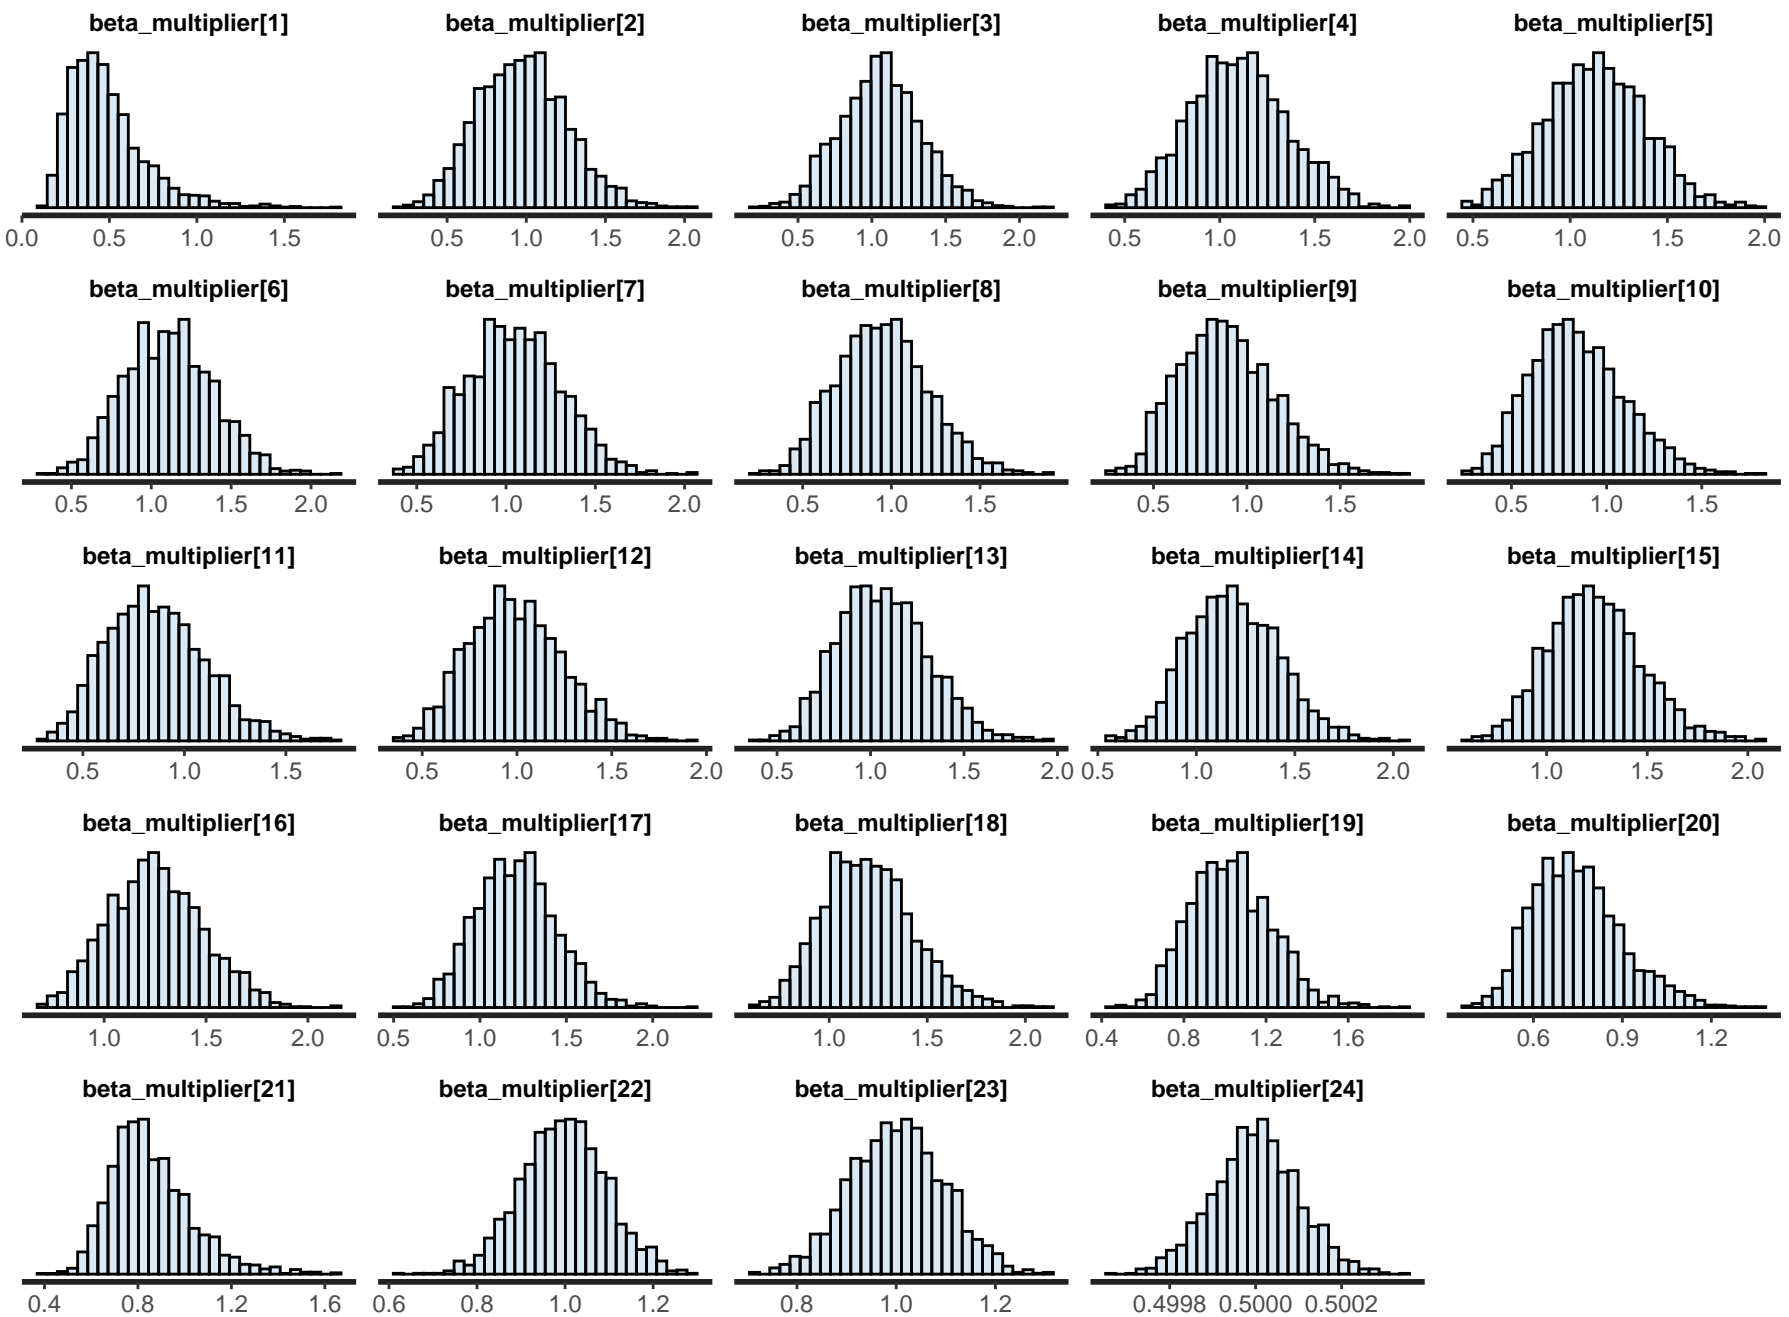 beta_multiplier[1] beta_multiplier[2] beta_multiplier[3] beta_multiplier[4] beta_multiplier[5]
0.0 0.5 1.0 1.5 0.5 1.0 1.5 2.0 0.5 1.0 1.5 2.0 0.5 1.0 1.5 2.0 0.5 1.0 1.5 2.0
beta_multiplier[6] beta_multiplier[7] beta_multiplier[8] beta_multiplier[9] beta_multiplier[10]
0.5 1.0 1.5 2.0 0.5 1.0 1.5 2.0 0.5 1.0 1.5 0.5 1.0 1.5 0.5 1.0 1.5
beta_multiplier[11] beta_multiplier[12] beta_multiplier[13] beta_multiplier[14] beta_multiplier[15]
0.5 1.0 1.5 0.5 1.0 1.5 2.0 0.5 1.0 1.5 2.0 0.5 1.0 1.5 2.0 1.0 1.5 2.0
beta_multiplier[16] beta_multiplier[17] beta_multiplier[18] beta_multiplier[19] beta_multiplier[20]
1.0 1.5 2.0 0.5 1.0 1.5 2.0 1.0 1.5 2.0 0.4 0.8 1.2 1.6 0.6 0.9 1.2
beta_multiplier[21] beta_multiplier[22] beta_multiplier[23] beta_multiplier[24]
0.4 0.8 1.2 1.6 0.6 0.8 1.0 1.2 0.8 1.0 1.2 0.4998 0.5000 0.5002